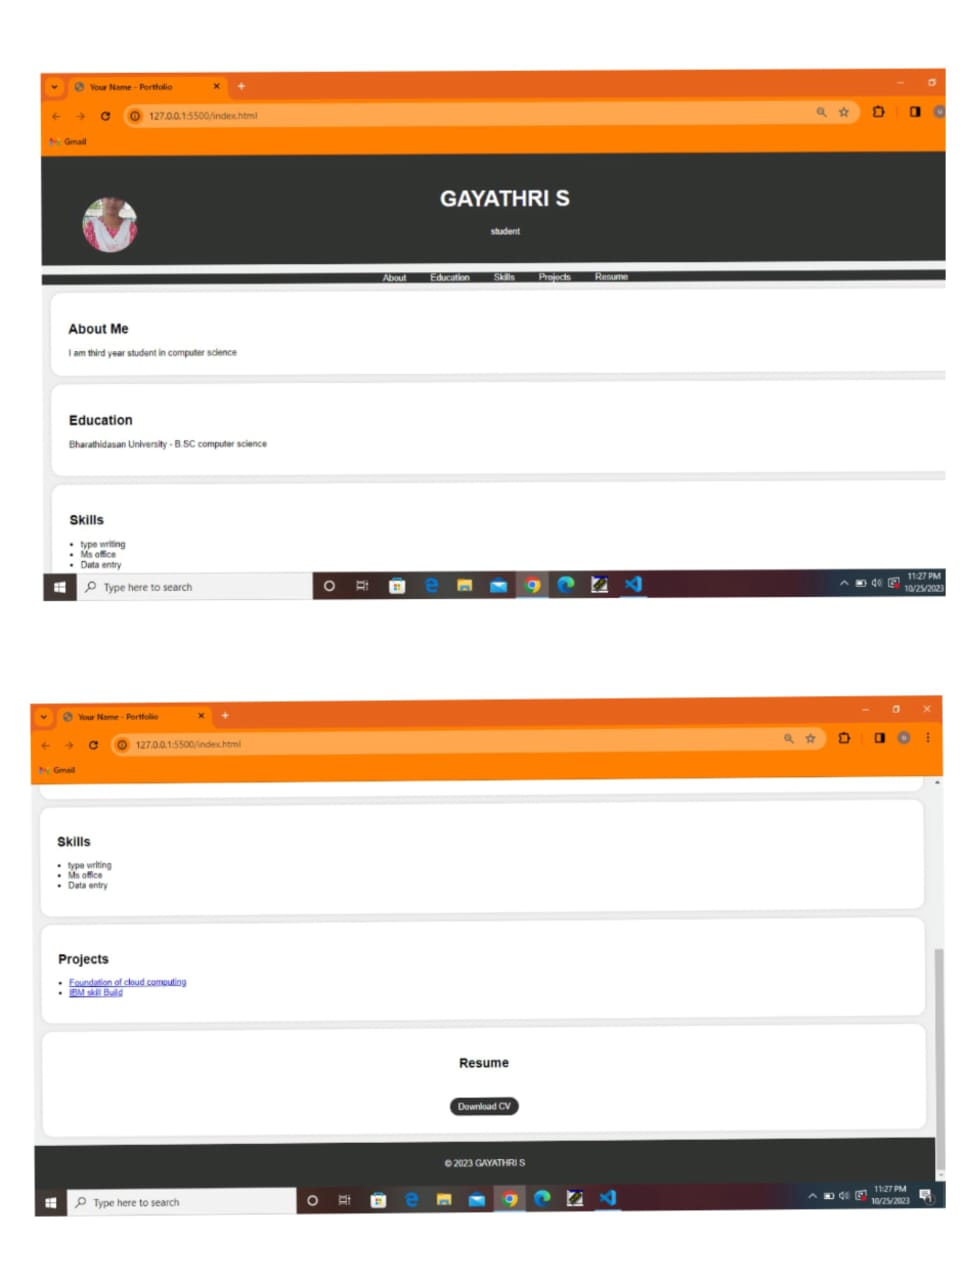 Your Name - Portfolio
127.0.0.1:5500/index.html
Gmail
GAYATHRI S
student
About Education Skills Projects Resume
About Me
I am third year student in computer science
Education
Bharathidasan University - B.SC computer science
Skills
type writing
Ms office
Data entry
Type here to search
11:27 PM
10/25/2023
Your Name - Portfolio
127.0.0.1:5500/index.html
Gmail
Skills
type writing
Ms office
Data entry
Projects
Foundation of cloud computing
IBM skill Build
Resume
Download CV
© 2023 GAYATHRI S
Type here to search
11:27 PM
10/25/2023